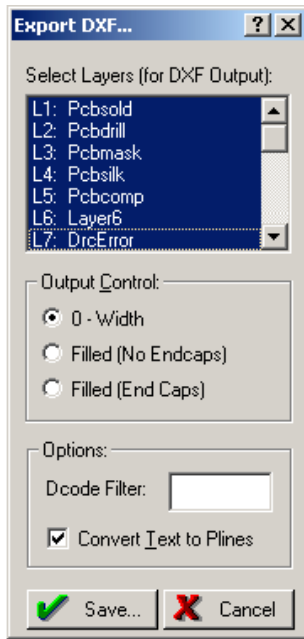 Export DXF...
Select Layers (for DXF Output):
L1: Pcbsold
L2: Pcbdrill
L3: Pcbmask
L4: Pcbsilk
L5: Pcbcomp
L6: Layer6
L7: DrcError
Output Control:
0 - Width
Filled (No Endcaps)
Filled (End Caps)
Options:
Dcode Filter:
Convert Text to Plines
Save... Cancel